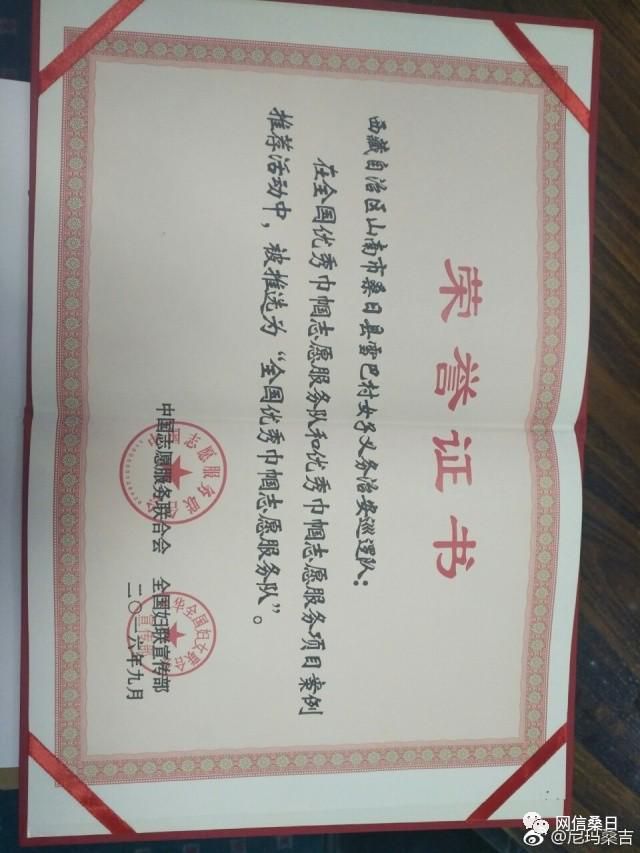 荣誉证书
西藏自治区山南市桑日县雪巴村女子义务治安巡逻队：
在全国优秀巾帼志愿服务队和优秀巾帼志愿服务项目案例
推荐活动中，被推选为“全国优秀巾帼志愿服务队”。
中国志愿服务联合会 全国妇联宣传部
二〇一六年九月
网信桑日
@尼玛桑吉